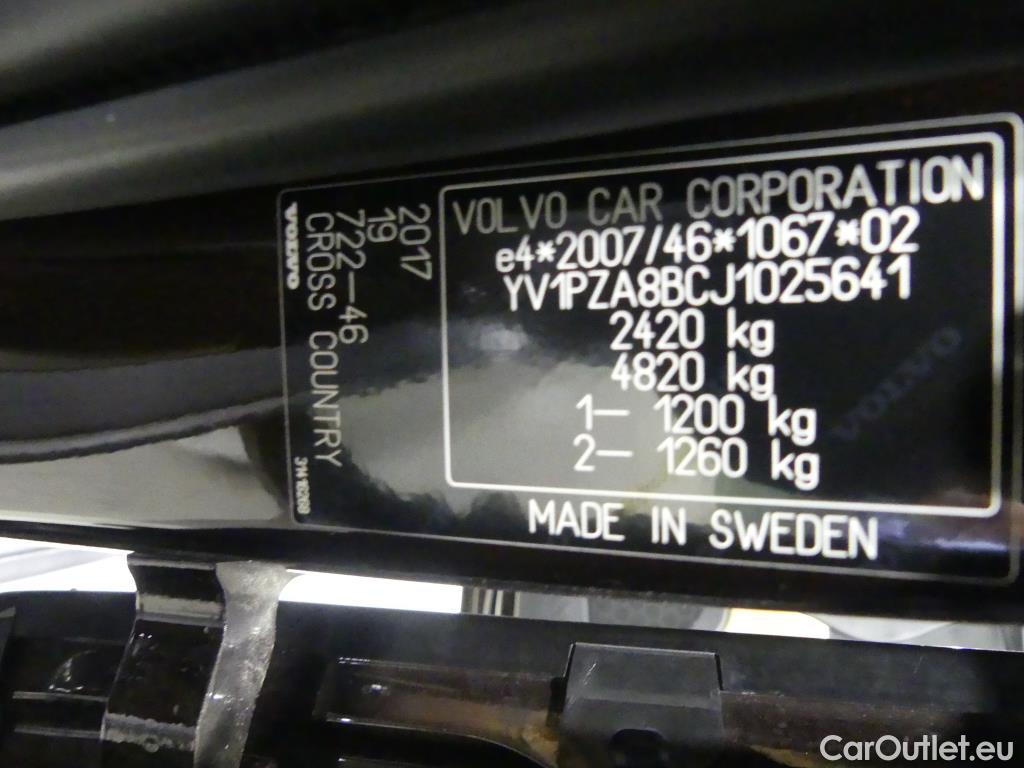 VOLVO CAR CORPORATION
e4*2007/46*1067*02
YV1PZA8BCJ1025641
2420 kg
4820 kg
1— 1200 kg
2— 1260 kg
MADE IN SWEDEN
2017
19
722—46
CROSS COUNTRY
VOLVO
VOLVO
CarOutlet.eu